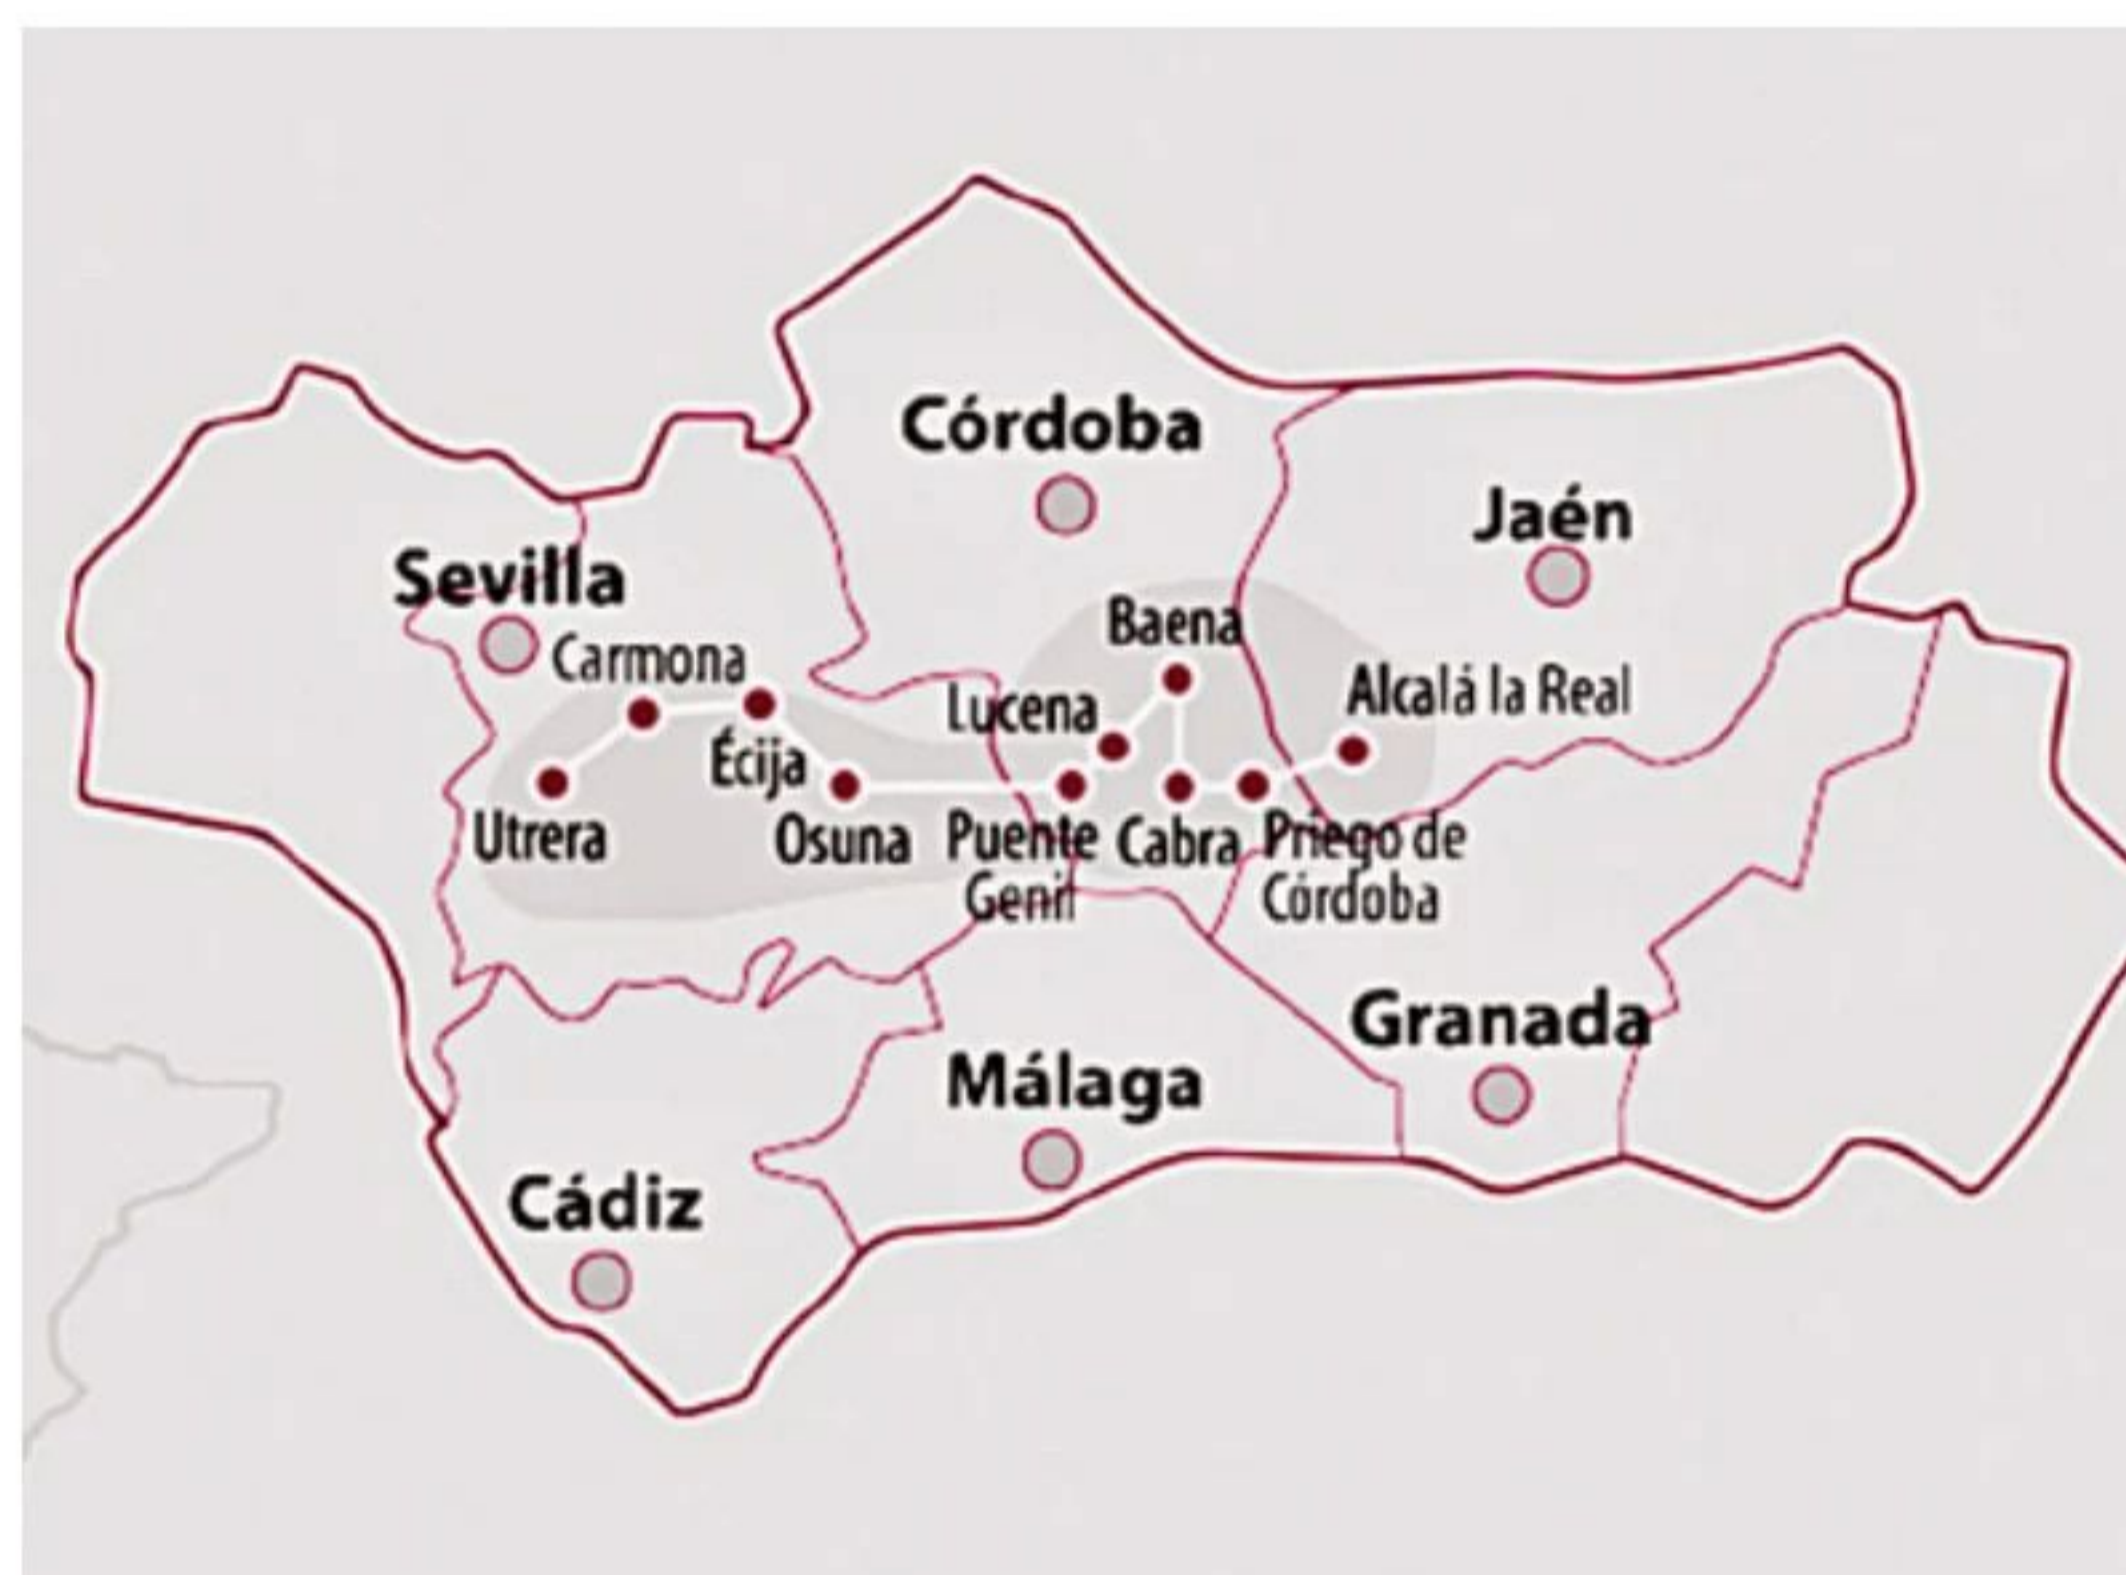 Córdoba
Jaén
Sevilla
Baena
Carmona
Alcalá la Real
Lucena
Écija
Utrera
Osuna
Puente
Genil
Cabra
Priego de
Córdoba
Granada
Málaga
Cádiz